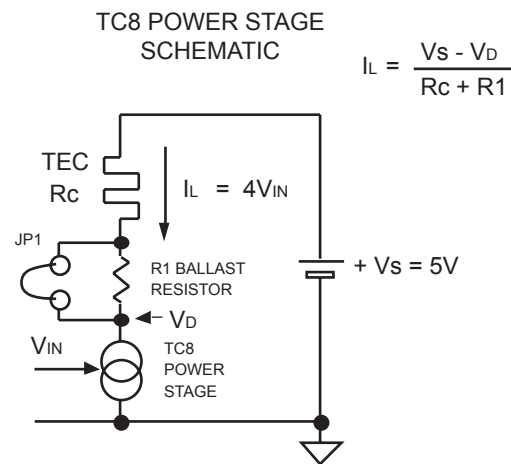 TC8 POWER STAGE
SCHEMATIC
IL = Vs - VD
Rc + R1
TEC
Rc
IL = 4VIN
JP1
R1 BALLAST
RESISTOR
+ Vs = 5V
VD
VIN
TC8
POWER
STAGE